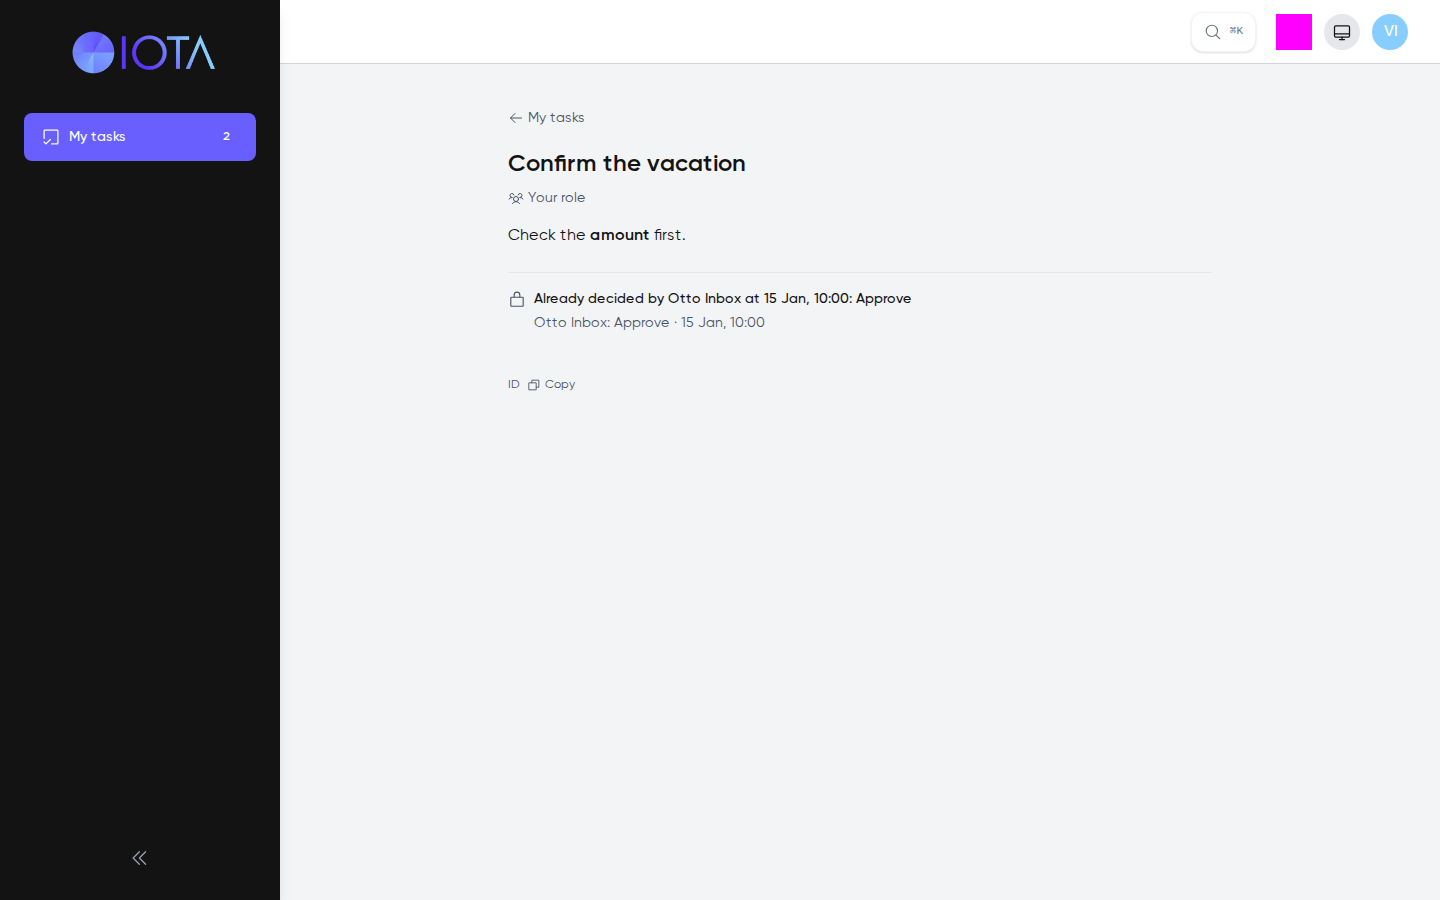 IOTA
⌘K
VI
My tasks 2
My tasks
Confirm the vacation
Your role
Check the amount first.
Already decided by Otto Inbox at 15 Jan, 10:00: Approve
Otto Inbox: Approve · 15 Jan, 10:00
ID Copy